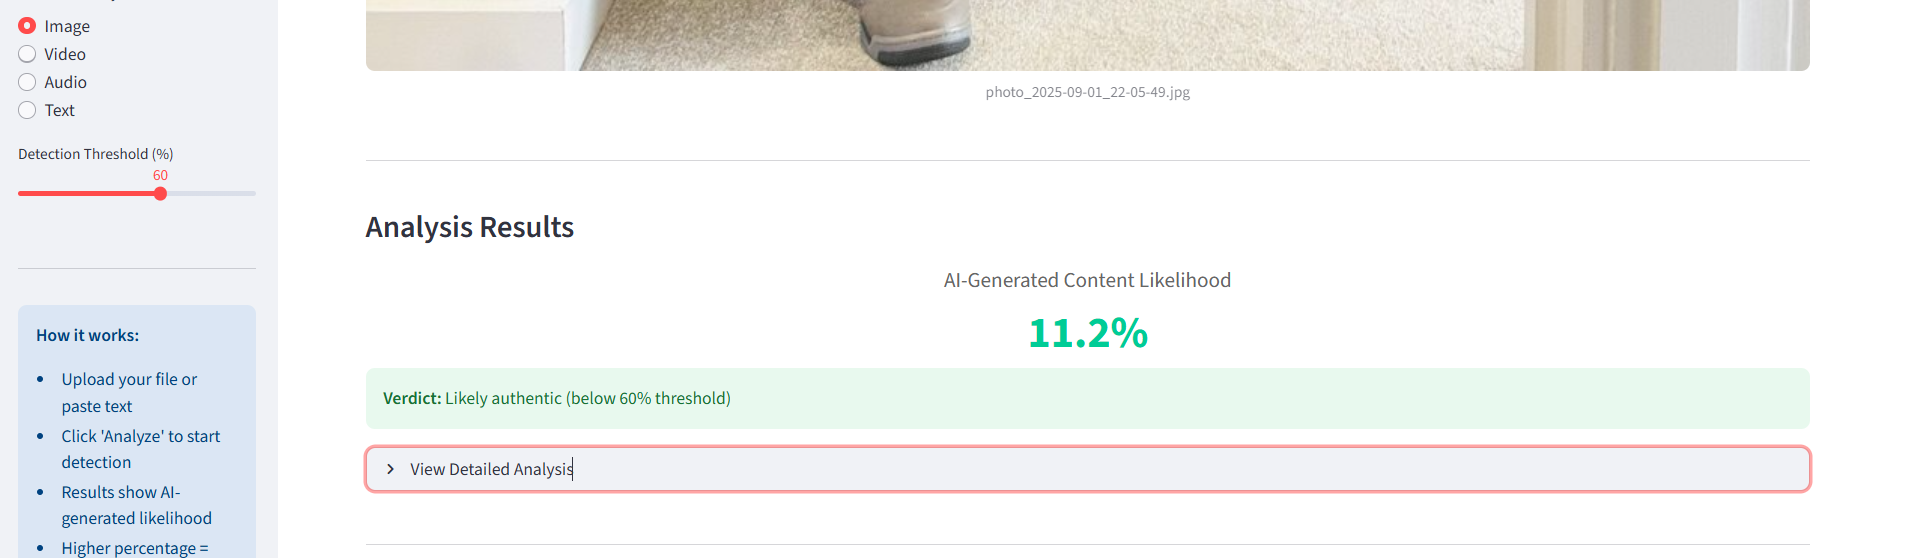 Image
Video
Audio
Text
Detection Threshold (%)
60
How it works:
Upload your file or
paste text
Click 'Analyze' to start
detection
Results show AI-
generated likelihood
Higher percentage =
photo_2025-09-01_22-05-49.jpg
Analysis Results
AI-Generated Content Likelihood
11.2%
Verdict: Likely authentic (below 60% threshold)
View Detailed Analysis